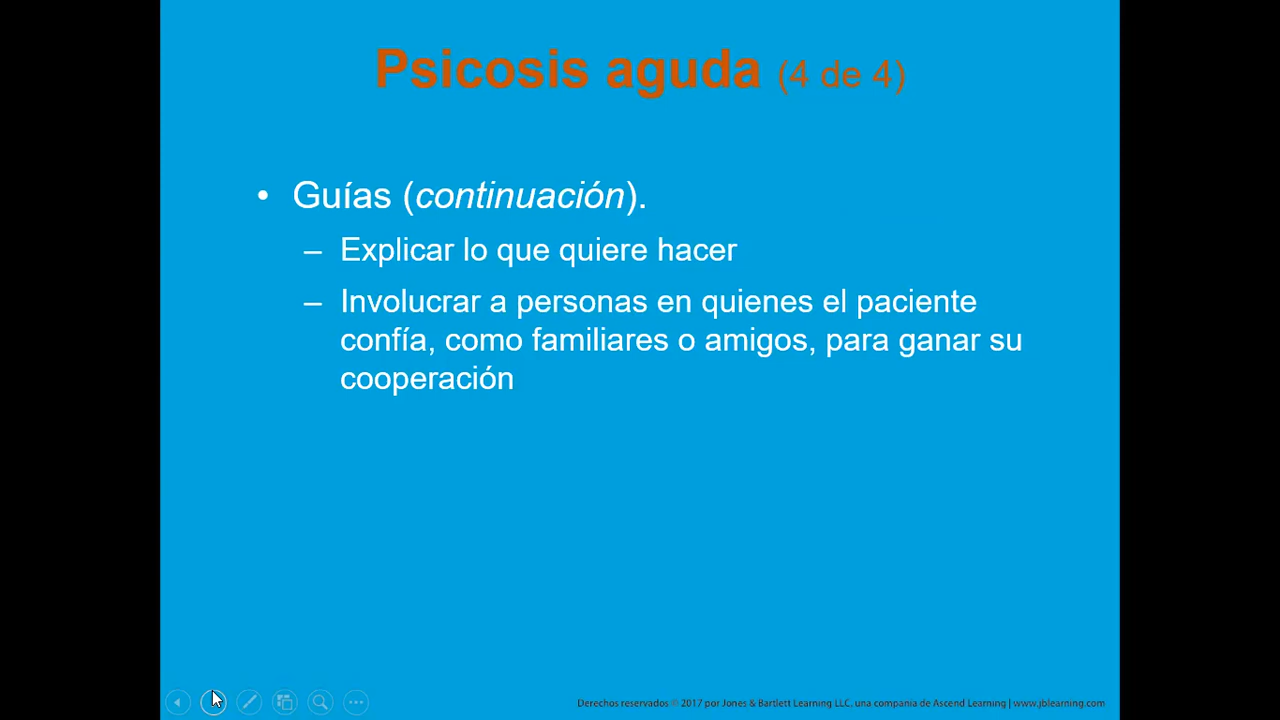 Psicosis aguda (4 de 4)
• Guías (continuación).
– Explicar lo que quiere hacer
– Involucrar a personas en quienes el paciente
confía, como familiares o amigos, para ganar su
cooperación
Derechos reservados © 2017 por Jones & Bartlett Learning LLC. una compania de Ascend Learning | www.jblearning.com